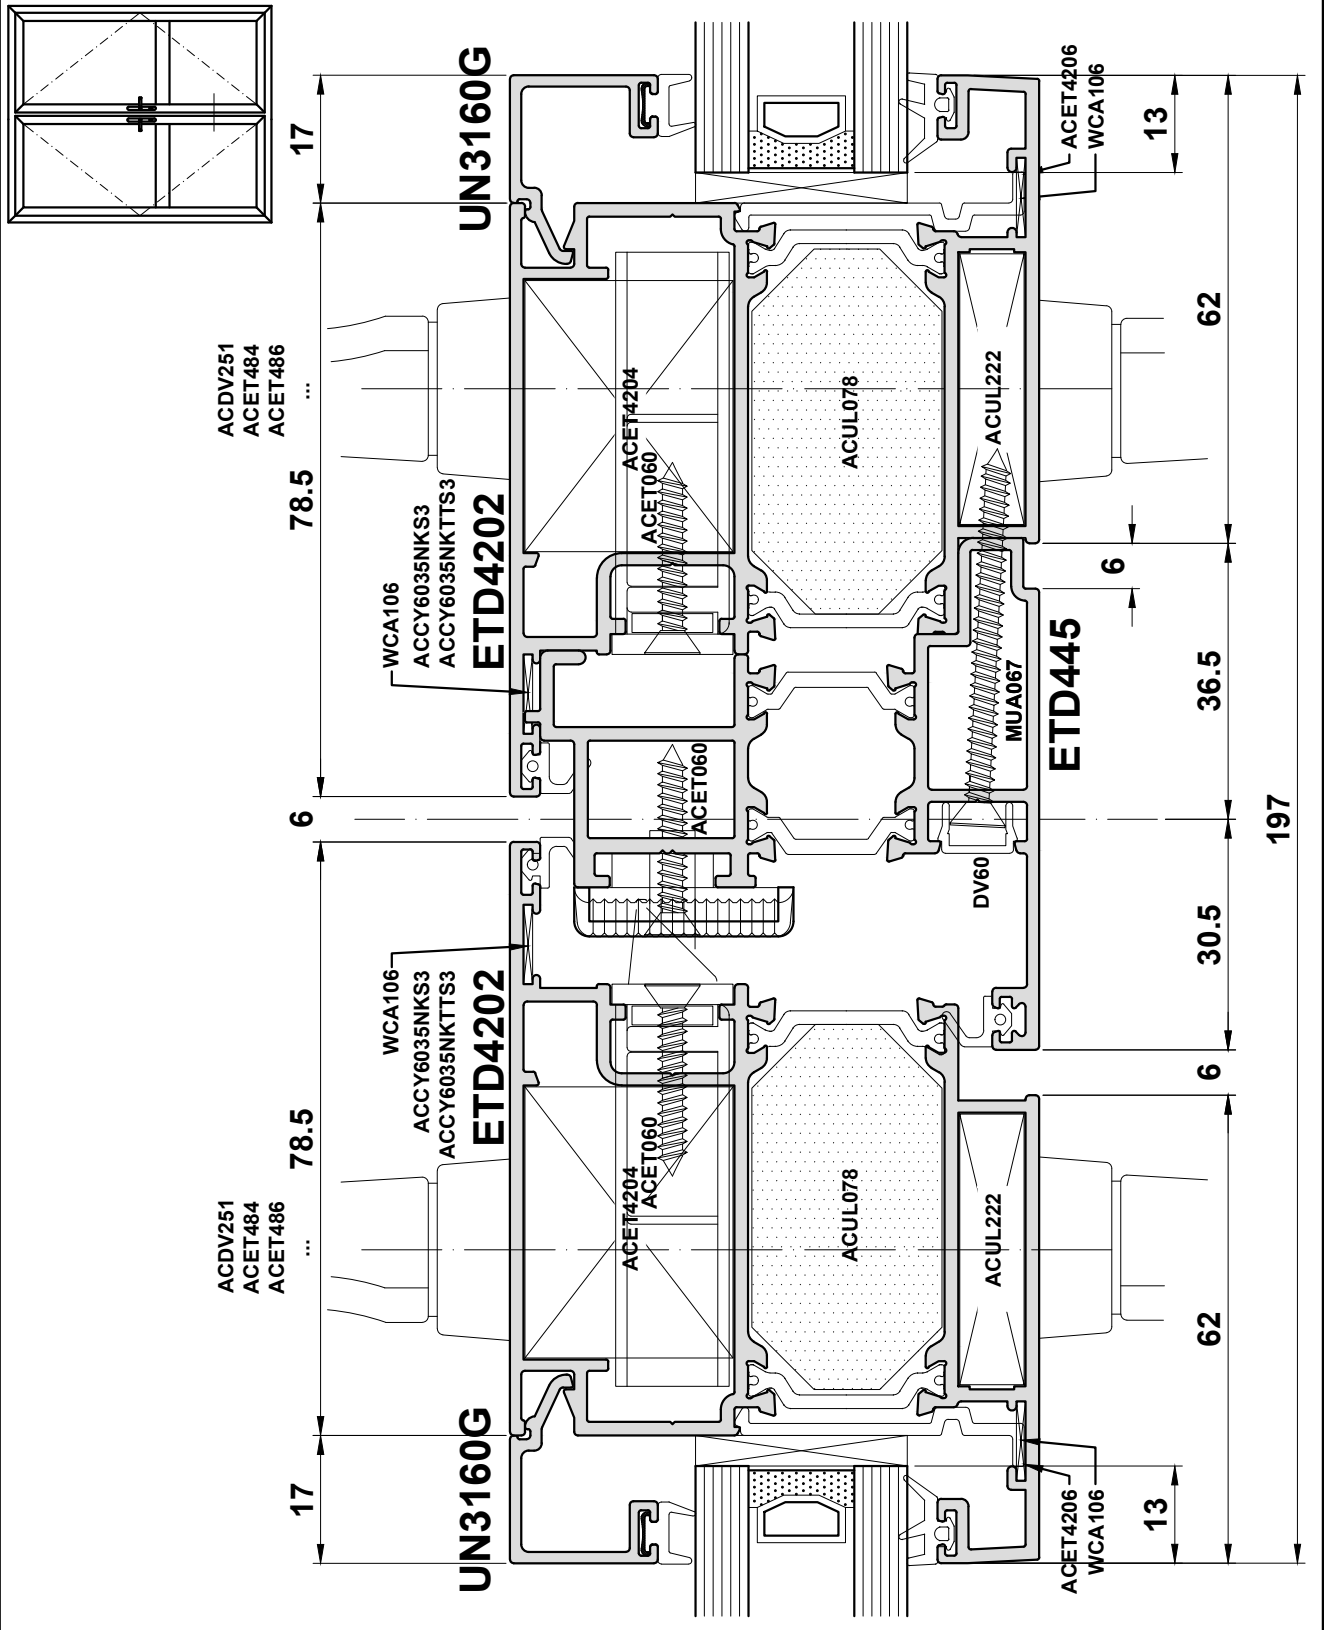 17
78.5
6
78.5
17
ACDV251
ACET484
ACET486
...
ACDV251
ACET484
ACET486
...
UN3160G
WCA106
ACCY6035NKS3
ACCY6035NKTTS3
ETD4202
WCA106
ACCY6035NKS3
ACCY6035NKTTS3
ETD4202
UN3160G
ACET4204
ACET060
ACET060
ACET4204
ACET060
ACUL078
ACUL078
ACUL222
MUA067
DV60
ACUL222
ETD445
ACET4206
WCA106
ACET4206
WCA106
13
6
13
62
36.5
30.5
6
62
197